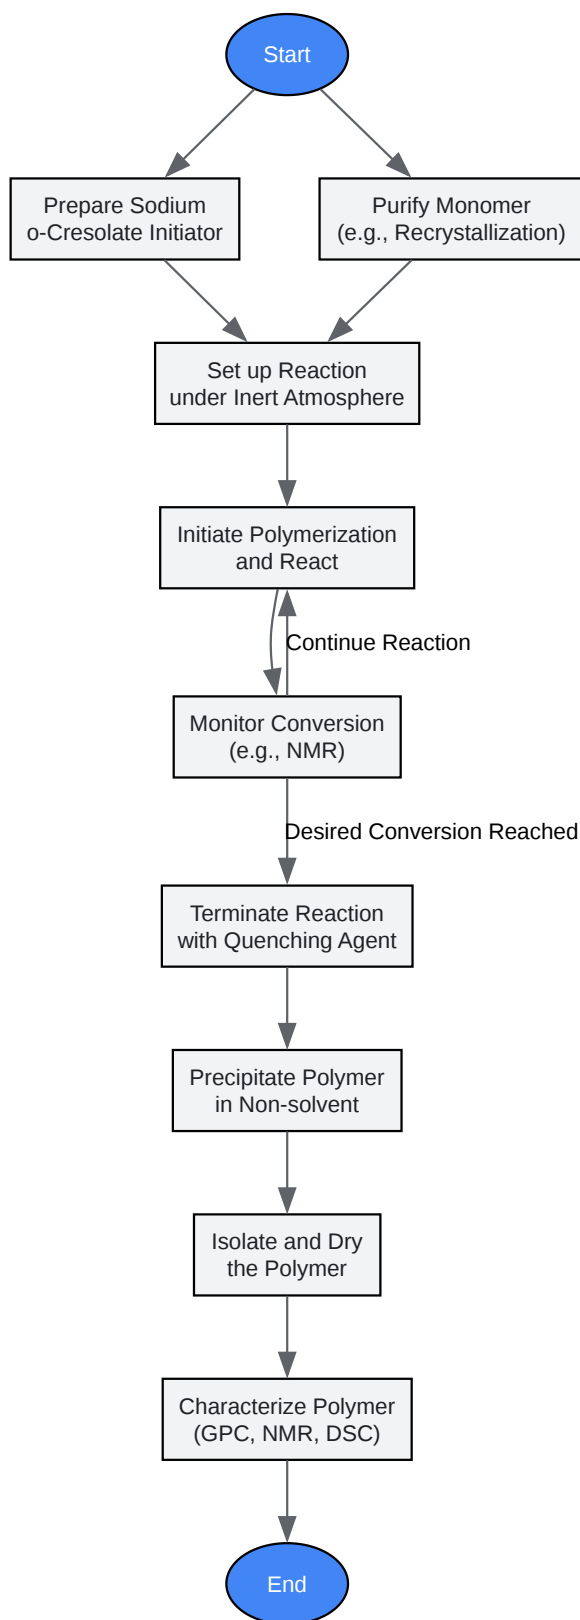 Start
Prepare Sodium
o-Cresolate Initiator
Purify Monomer
(e.g., Recrystallization)
Set up Reaction
under Inert Atmosphere
Initiate Polymerization
and React
Continue Reaction
Monitor Conversion
(e.g., NMR)
Desired Conversion Reached
Terminate Reaction
with Quenching Agent
Precipitate Polymer
in Non-solvent
Isolate and Dry
the Polymer
Characterize Polymer
(GPC, NMR, DSC)
End